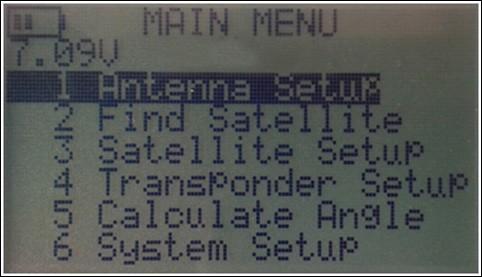 MAIN MENU
7.09V
1 Antenna Setup
2 Find Satellite
3 Satellite Setup
4 Transponder Setup
5 Calculate Angle
6 System Setup